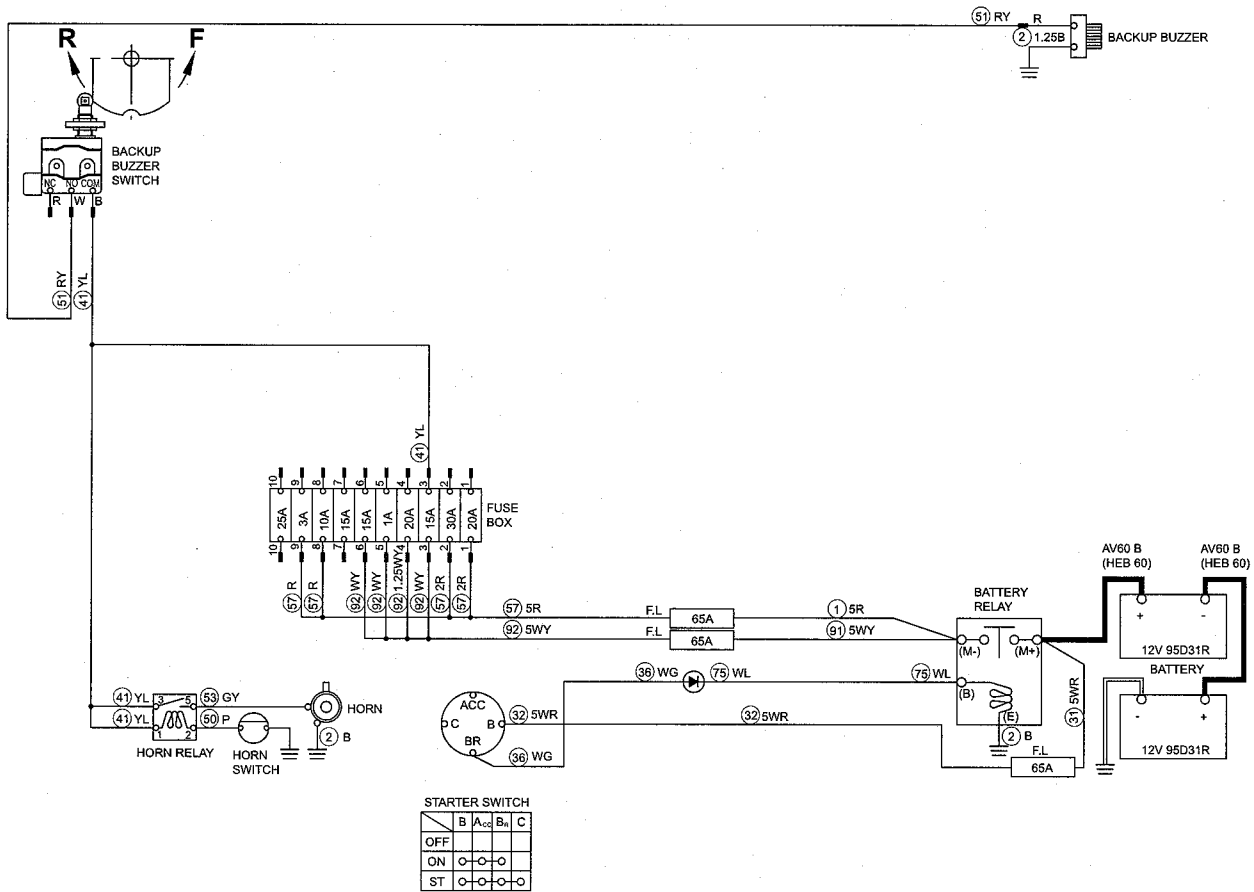 51 RY R
2 1.25B
BACKUP BUZZER
R F
BACKUP
BUZZER
SWITCH
NC NO COM
R W B
51 RY
41 YL
41 YL
10 9 8 7 6 5 4 3 2 1
25A 3A 10A 15A 15A 1A 20A 15A 30A 20A
FUSE
BOX
10 9 8 7 6 5 4 3 2 1
57 R
57 R
92 WY
92 WY
92 1.25WY
92 WY
57 2R
57 2R
57 5R F.L 65A 1 5R
92 5WY F.L 65A 91 5WY
BATTERY
RELAY
(M-) (M+)
(B)
(E)
2 B
AV60 B
(HEB 60)
AV60 B
(HEB 60)
+ -
12V 95D31R
BATTERY
- +
12V 95D31R
31 5WR
F.L
65A
36 WG 75 WL 75 WL
41 YL 3 5 53 GY
HORN
41 YL 1 2 50 P
2 B
HORN RELAY
HORN
SWITCH
ACC
C B
BR
32 5WR 32 5WR
36 WG
STARTER SWITCH
B ACC BR C
OFF
ON
ST